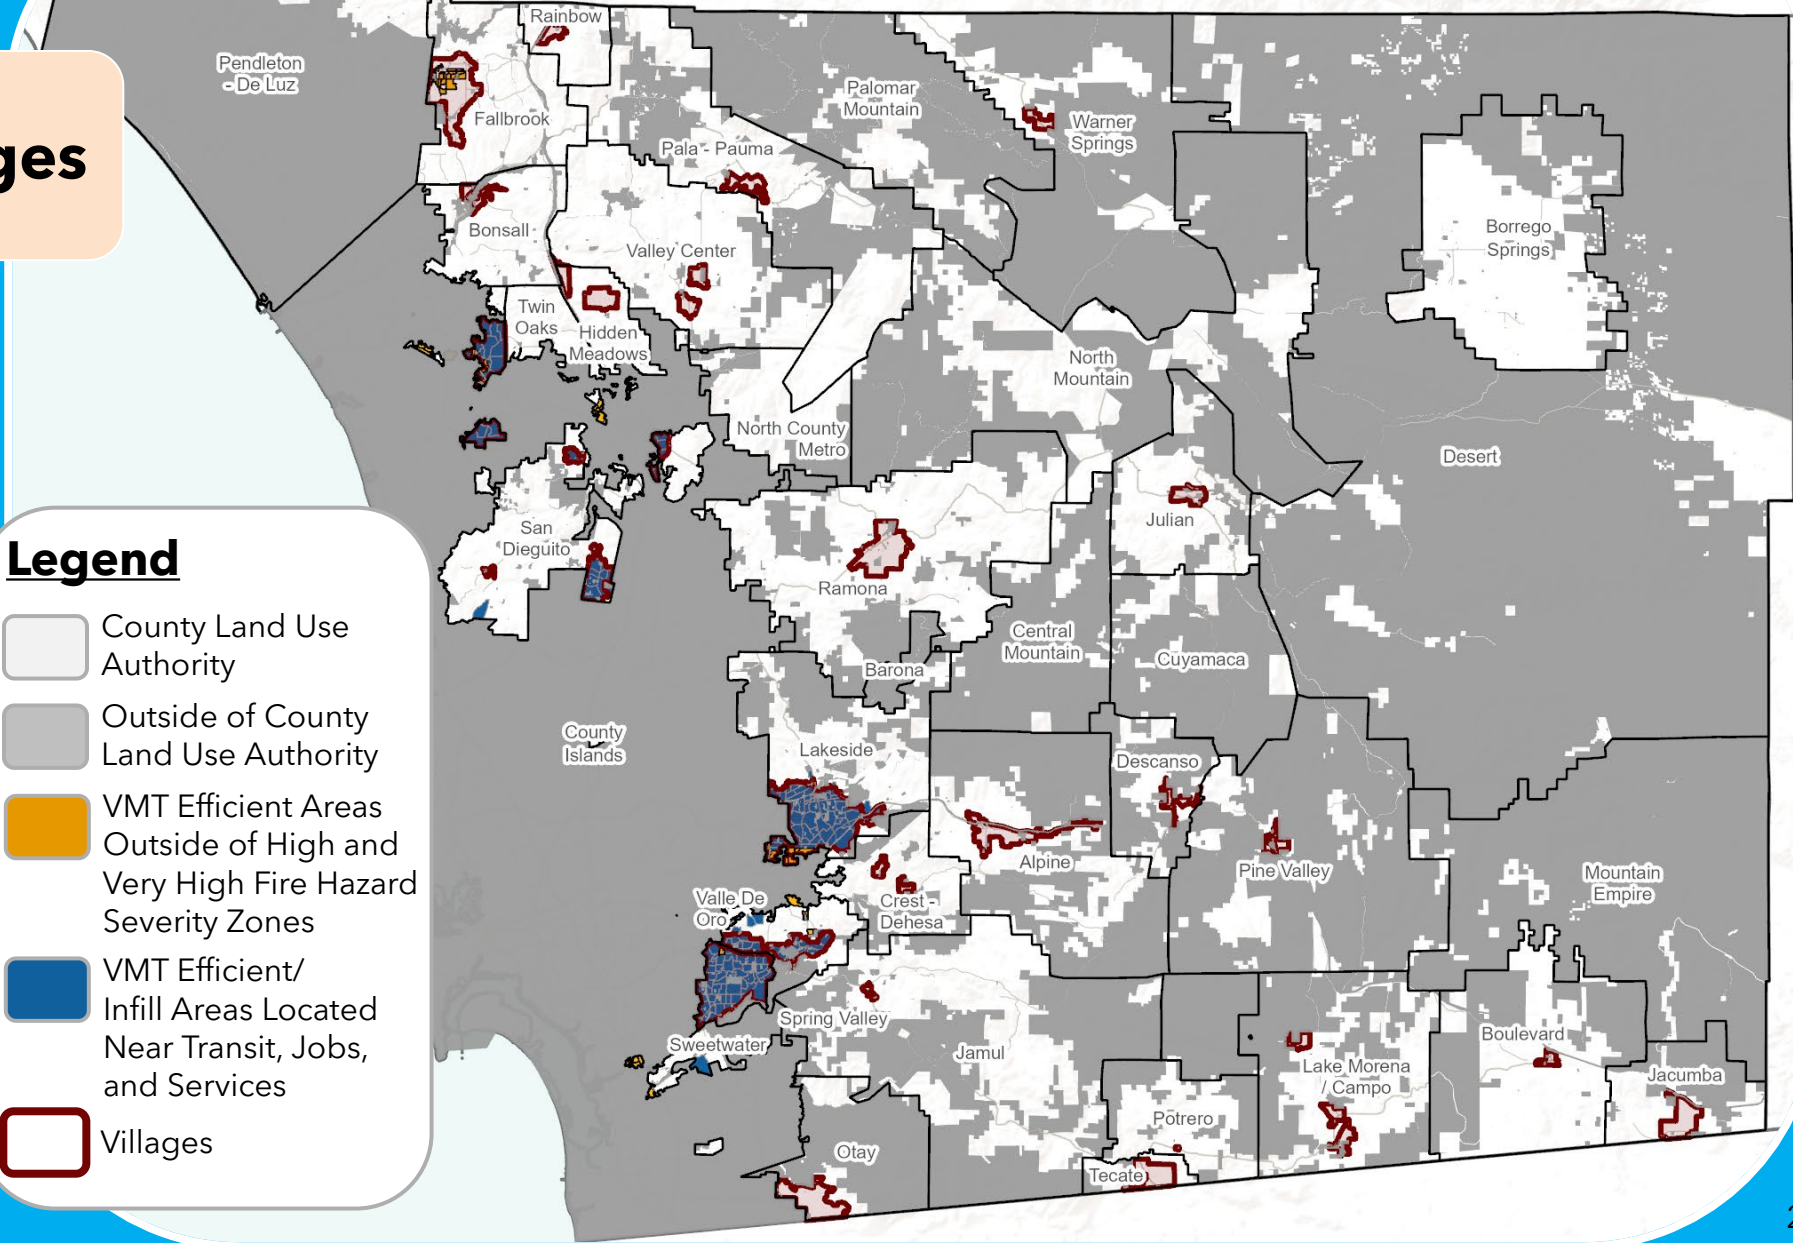 ges
Legend
County Land Use
Authority
Outside of County
Land Use Authority
VMT Efficient Areas
Outside of High and
Very High Fire Hazard
Severity Zones
VMT Efficient/
Infill Areas Located
Near Transit, Jobs,
and Services
Villages
Rainbow
Pendleton
- De Luz
Fallbrook
Palomar
Mountain
Warner
Springs
Pala - Pauma
Bonsall
Valley Center
Borrego
Springs
Twin
Oaks
Hidden
Meadows
North
Mountain
North County
Metro
Desert
San
Dieguito
Julian
Ramona
Central
Mountain
Cuyamaca
Barona
County
Islands
Lakeside
Descanso
Alpine
Pine Valley
Mountain
Empire
Valle De
Oro
Crest -
Dehesa
Spring Valley
Sweetwater
Jamul
Boulevard
Lake Morena
/ Campo
Jacumba
Potrero
Otay
Tecate
2